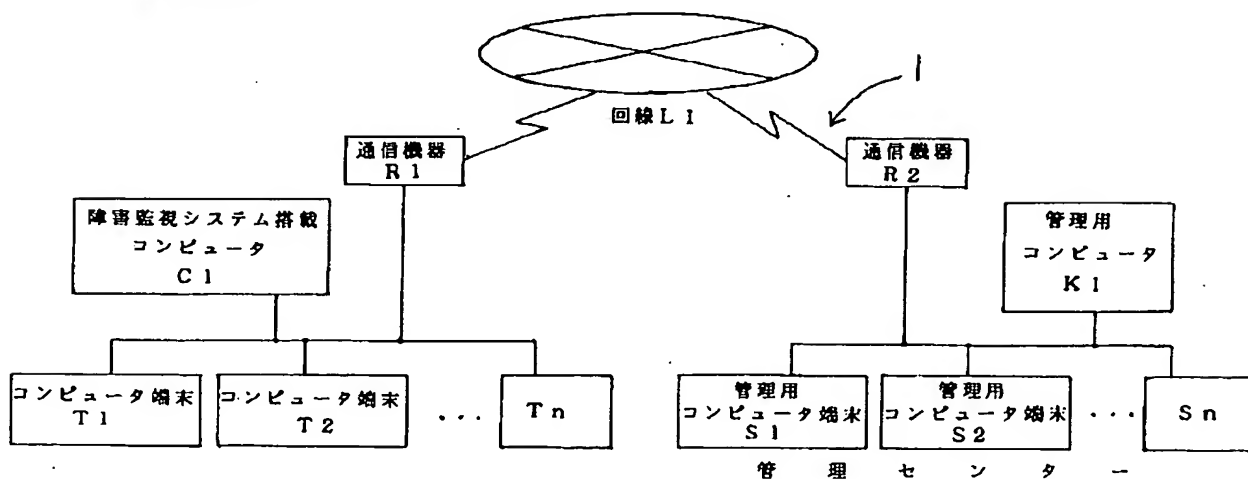 1
回線L1
通信機器
R1
通信機器
R2
障害監視システム搭載
コンピュータ
C1
管理用
コンピュータ
K1
コンピュータ端末
T1
コンピュータ端末
T2
...
Tn
管理用
コンピュータ端末
S1
管理用
コンピュータ端末
S2
...
Sn
管理センター